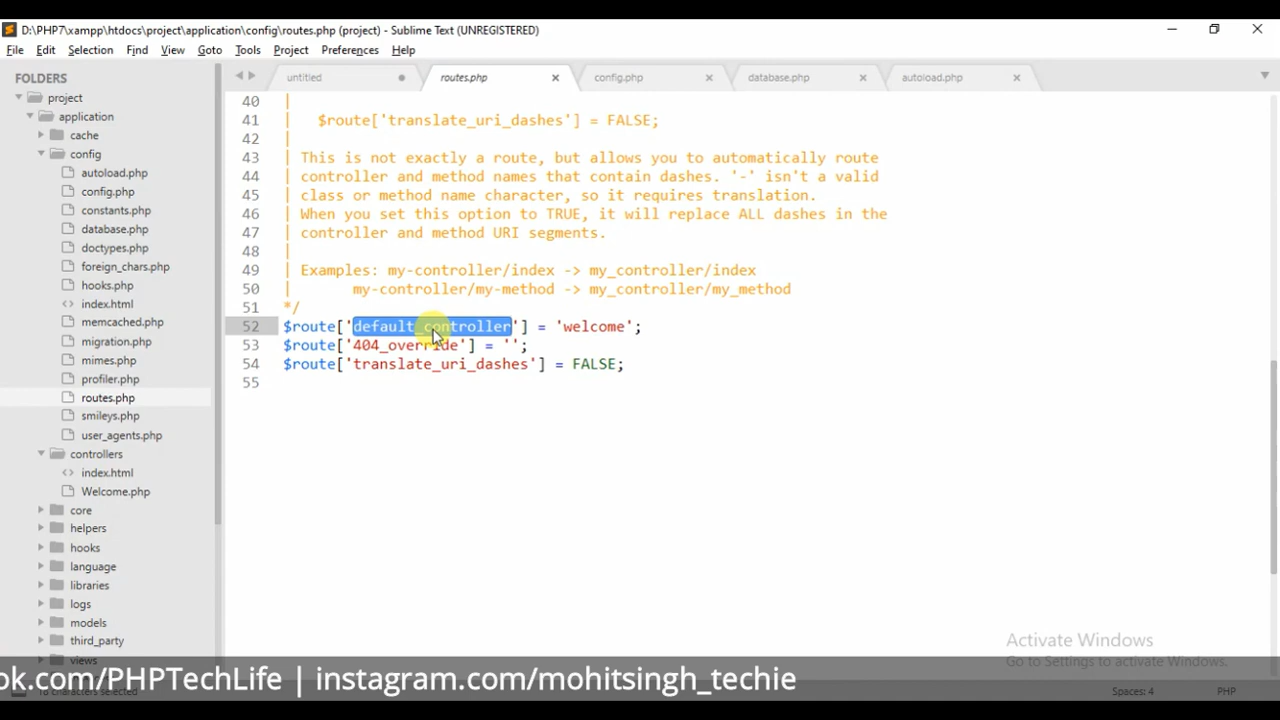 D:\PHP7\xampp\htdocs\project\application\config\routes.php (project) - Sublime Text (UNREGISTERED)
File Edit Selection Find View Goto Tools Project Preferences Help
FOLDERS
project
application
cache
config
autoload.php
config.php
constants.php
database.php
doctypes.php
foreign_chars.php
hooks.php
index.html
memcached.php
migration.php
mimes.php
profiler.php
routes.php
smileys.php
user_agents.php
controllers
index.html
Welcome.php
core
helpers
hooks
language
libraries
logs
models
third_party
views
untitled routes.php config.php database.php autoload.php
40 |
41 | $route['translate_uri_dashes'] = FALSE;
42 |
43 | This is not exactly a route, but allows you to automatically route
44 | controller and method names that contain dashes. '-' isn't a valid
45 | class or method name character, so it requires translation.
46 | When you set this option to TRUE, it will replace ALL dashes in the
47 | controller and method URI segments.
48 |
49 | Examples: my-controller/index -> my_controller/index
50 | my-controller/my-method -> my_controller/my_method
51 */
52 $route['default_controller'] = 'welcome';
53 $route['404_override'] = '';
54 $route['translate_uri_dashes'] = FALSE;
55
Activate Windows
Go to Settings to activate Windows.
ok.com/PHPTechLife | instagram.com/mohitsingh_techie
18 characters selected
Spaces: 4 PHP